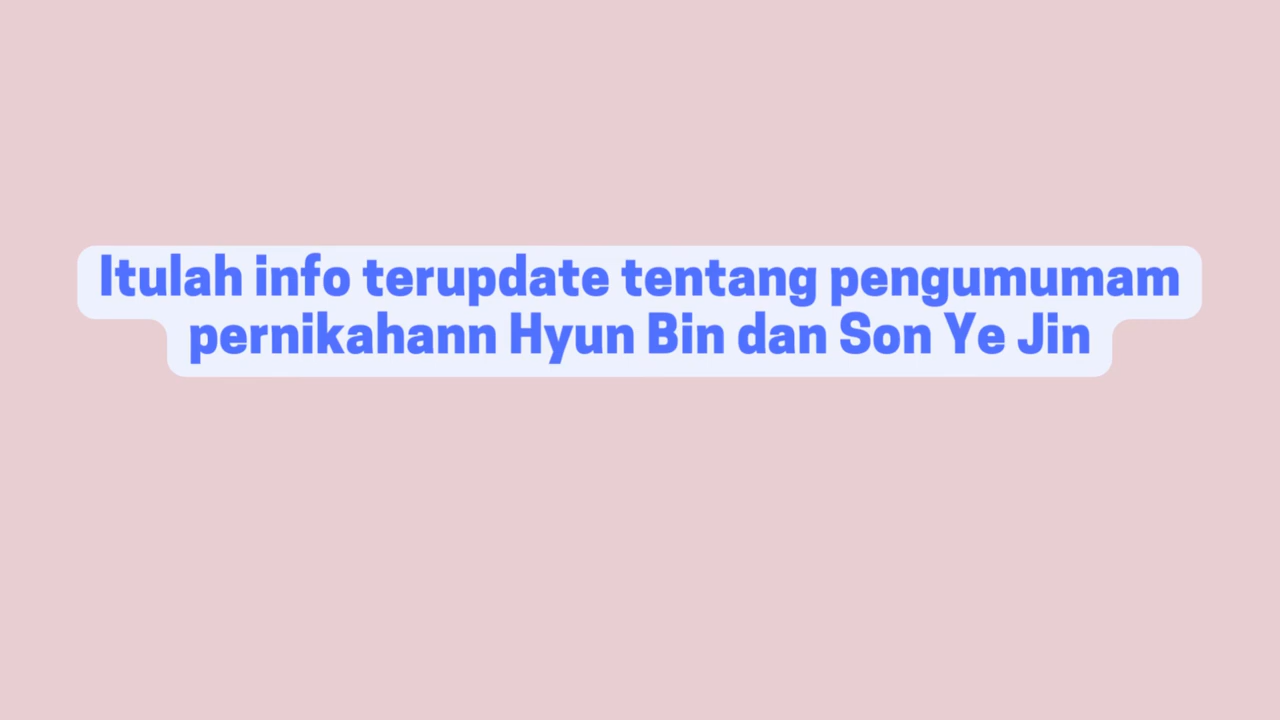 Itulah info terupdate tentang pengumumam
pernikahann Hyun Bin dan Son Ye Jin